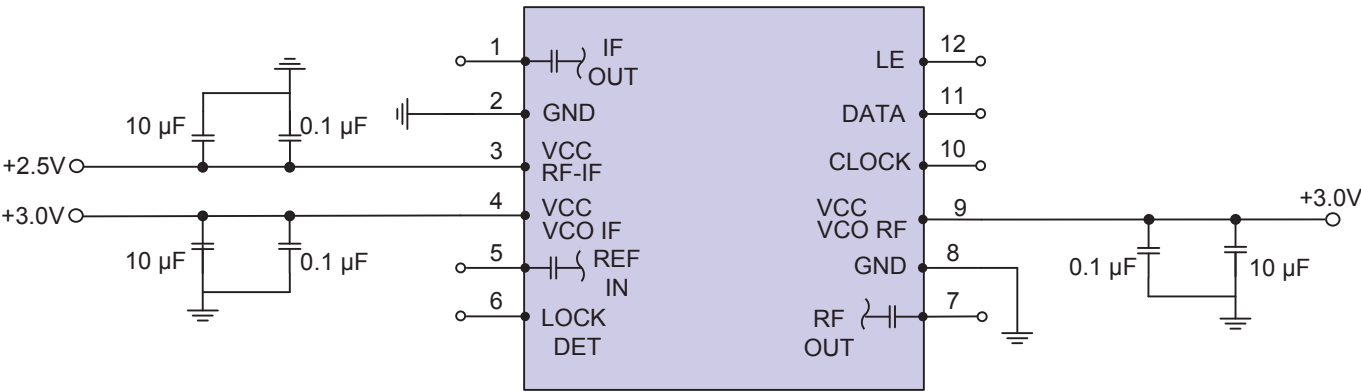 1
IF
OUT
2
GND
10 µF
0.1 µF
+2.5V
3
VCC
RF-IF
+3.0V
4
VCC
VCO IF
10 µF
0.1 µF
5
REF
IN
6
LOCK
DET
12
LE
11
DATA
10
CLOCK
9
VCC
VCO RF
+3.0V
8
GND
0.1 µF
10 µF
7
RF
OUT